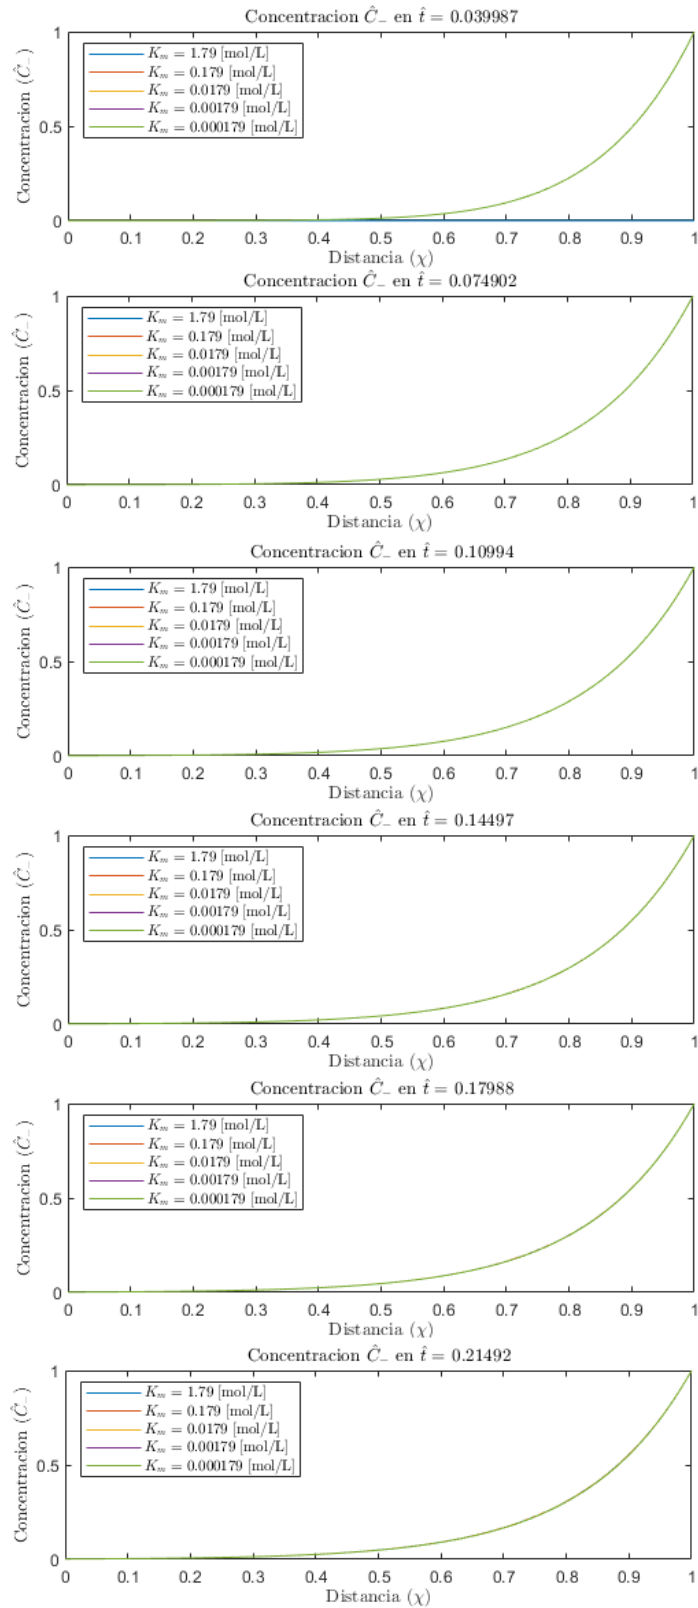 Concentracion Ĉ₋ en t̂ = 0.039987
Concentracion (Ĉ₋)
1
0.5
0
K_m = 1.79 [mol/L]
K_m = 0.179 [mol/L]
K_m = 0.0179 [mol/L]
K_m = 0.00179 [mol/L]
K_m = 0.000179 [mol/L]
0 0.1 0.2 0.3 0.4 0.5 0.6 0.7 0.8 0.9 1
Distancia (χ)
Concentracion Ĉ₋ en t̂ = 0.074902
Concentracion (Ĉ₋)
1
0.5
0
K_m = 1.79 [mol/L]
K_m = 0.179 [mol/L]
K_m = 0.0179 [mol/L]
K_m = 0.00179 [mol/L]
K_m = 0.000179 [mol/L]
0 0.1 0.2 0.3 0.4 0.5 0.6 0.7 0.8 0.9 1
Distancia (χ)
Concentracion Ĉ₋ en t̂ = 0.10994
Concentracion (Ĉ₋)
1
0.5
0
K_m = 1.79 [mol/L]
K_m = 0.179 [mol/L]
K_m = 0.0179 [mol/L]
K_m = 0.00179 [mol/L]
K_m = 0.000179 [mol/L]
0 0.1 0.2 0.3 0.4 0.5 0.6 0.7 0.8 0.9 1
Distancia (χ)
Concentracion Ĉ₋ en t̂ = 0.14497
Concentracion (Ĉ₋)
1
0.5
0
K_m = 1.79 [mol/L]
K_m = 0.179 [mol/L]
K_m = 0.0179 [mol/L]
K_m = 0.00179 [mol/L]
K_m = 0.000179 [mol/L]
0 0.1 0.2 0.3 0.4 0.5 0.6 0.7 0.8 0.9 1
Distancia (χ)
Concentracion Ĉ₋ en t̂ = 0.17988
Concentracion (Ĉ₋)
1
0.5
0
K_m = 1.79 [mol/L]
K_m = 0.179 [mol/L]
K_m = 0.0179 [mol/L]
K_m = 0.00179 [mol/L]
K_m = 0.000179 [mol/L]
0 0.1 0.2 0.3 0.4 0.5 0.6 0.7 0.8 0.9 1
Distancia (χ)
Concentracion Ĉ₋ en t̂ = 0.21492
Concentracion (Ĉ₋)
1
0.5
0
K_m = 1.79 [mol/L]
K_m = 0.179 [mol/L]
K_m = 0.0179 [mol/L]
K_m = 0.00179 [mol/L]
K_m = 0.000179 [mol/L]
0 0.1 0.2 0.3 0.4 0.5 0.6 0.7 0.8 0.9 1
Distancia (χ)